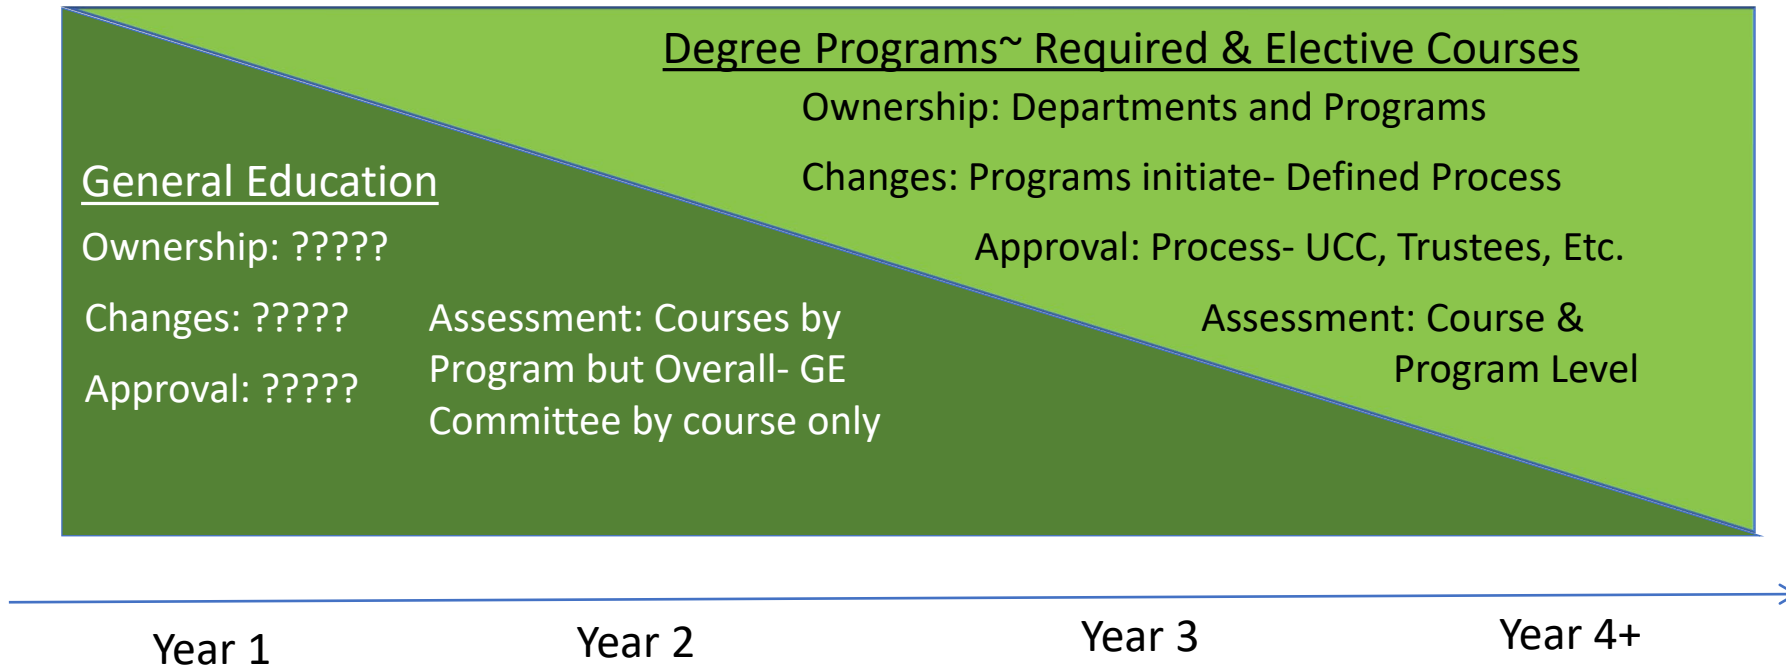 Degree Programs~ Required & Elective Courses
Ownership: Departments and Programs
Changes: Programs initiate- Defined Process
Approval: Process- UCC, Trustees, Etc.
Assessment: Course &
Program Level
General Education
Ownership: ?????
Changes: ?????
Approval: ?????
Assessment: Courses by
Program but Overall- GE
Committee by course only
Year 1
Year 2
Year 3
Year 4+